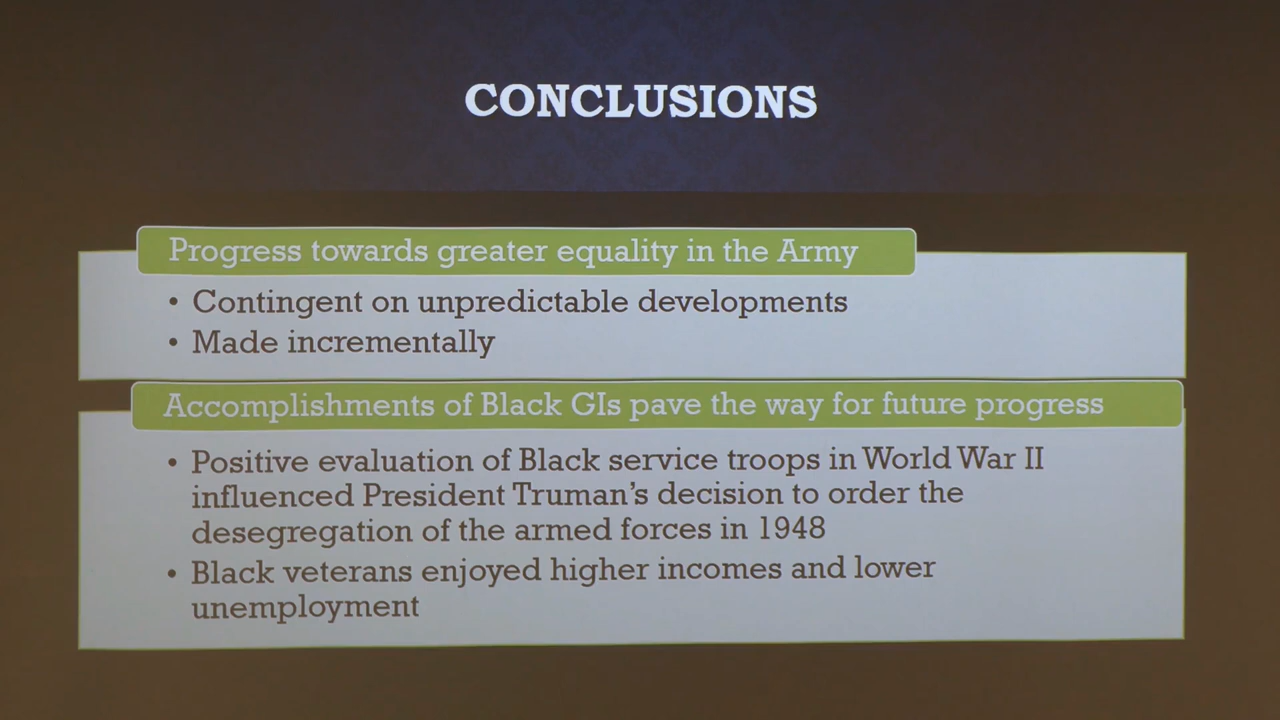 CONCLUSIONS
Progress towards greater equality in the Army
• Contingent on unpredictable developments
• Made incrementally
Accomplishments of Black GIs pave the way for future progress
• Positive evaluation of Black service troops in World War II
influenced President Truman's decision to order the
desegregation of the armed forces in 1948
• Black veterans enjoyed higher incomes and lower
unemployment